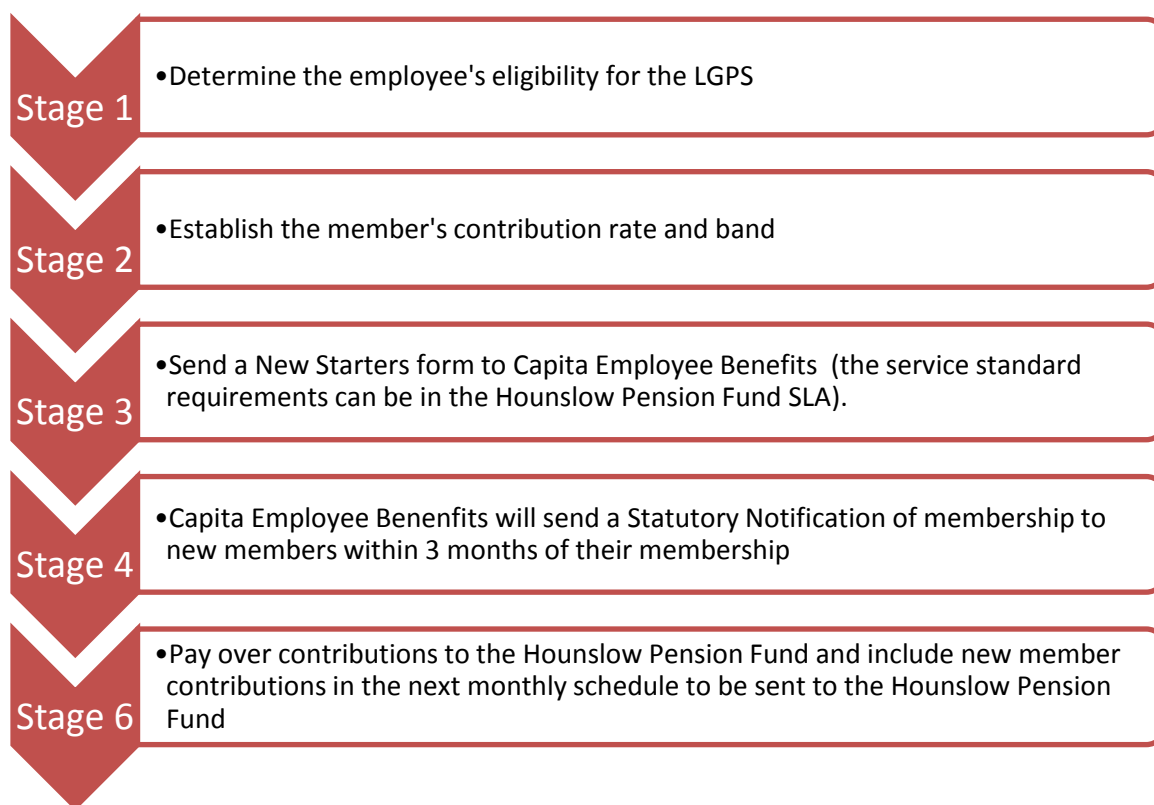 Stage 1
•Determine the employee's eligibility for the LGPS
Stage 2
•Establish the member's contribution rate and band
Stage 3
•Send a New Starters form to Capita Employee Benefits  (the service standard
requirements can be in the Hounslow Pension Fund SLA).
Stage 4
•Capita Employee Benenfits will send a Statutory Notification of membership to
new members within 3 months of their membership
Stage 6
•Pay over contributions to the Hounslow Pension Fund and include new member
contributions in the next monthly schedule to be sent to the Hounslow Pension
Fund